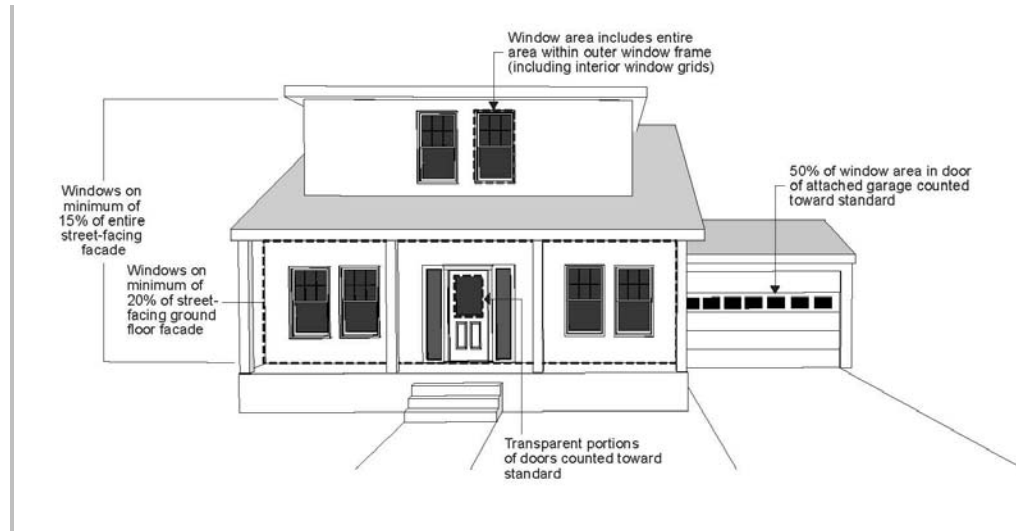 Window area includes entire
area within outer window frame
(including interior window grids)
50% of window area in door
of attached garage counted
toward standard
Windows on
minimum of
15% of entire
street-facing
facade
Windows on
minimum of
20% of street-
facing ground
floor facade
Transparent portions
of doors counted toward
standard